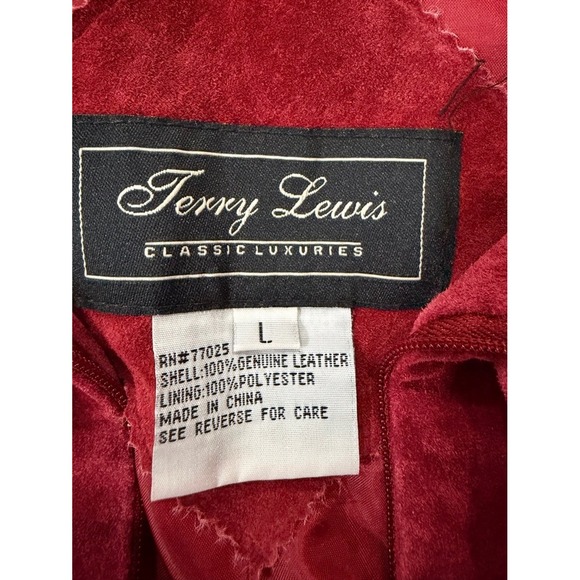 Terry Lewis
CLASSIC LUXURIES
L
RN#77025
SHELL:100%GENUINE LEATHER
LINING:100%POLYESTER
MADE IN CHINA
SEE REVERSE FOR CARE